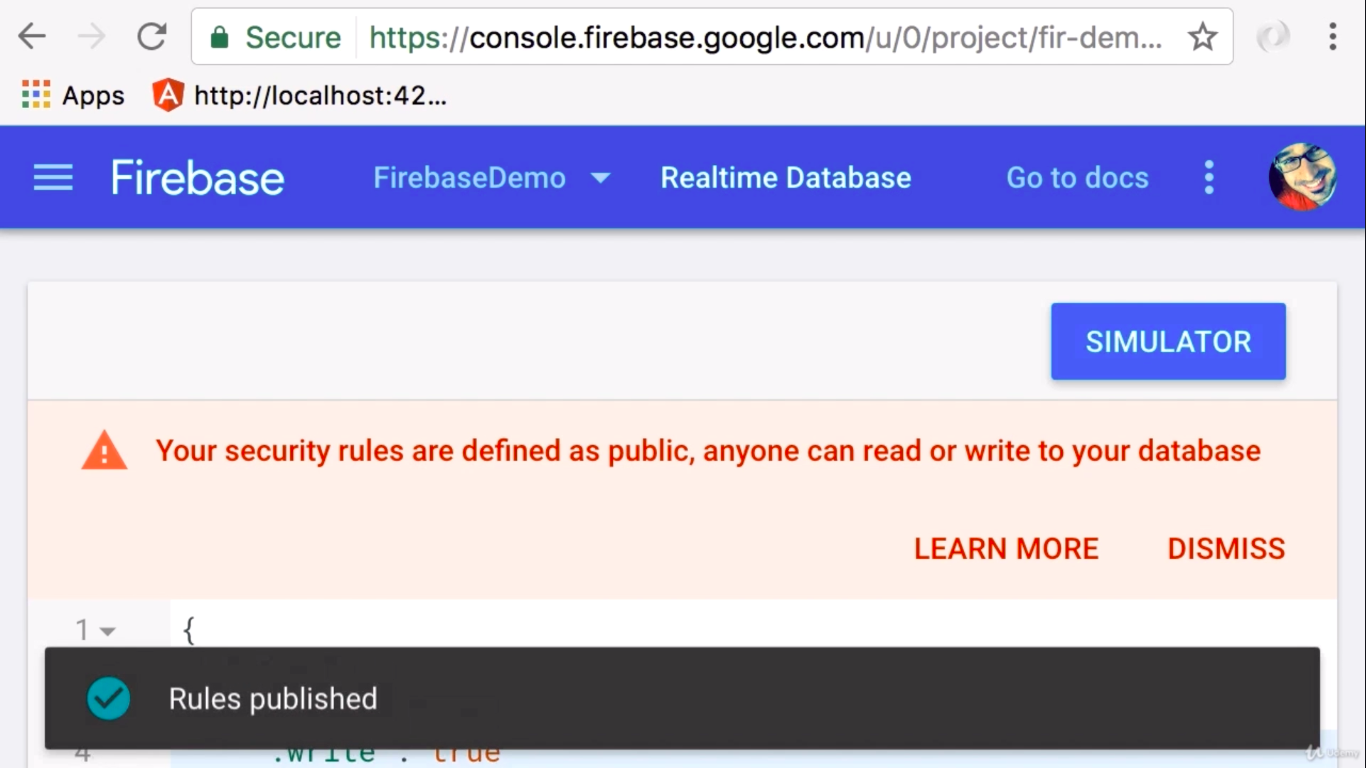 Secure https://console.firebase.google.com/u/0/project/fir-dem...
Apps http://localhost:42...
Firebase FirebaseDemo Realtime Database Go to docs
SIMULATOR
Your security rules are defined as public, anyone can read or write to your database
LEARN MORE DISMISS
1 {
Rules published
4 ".write": true
Udemy